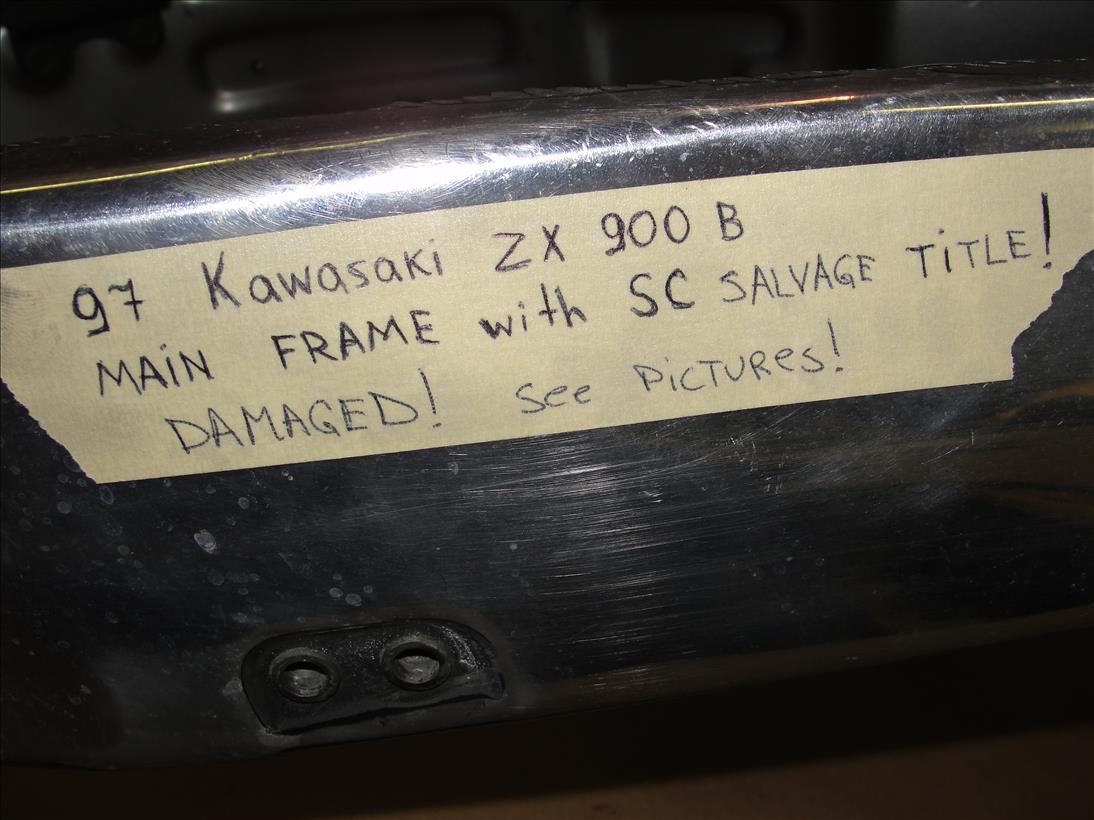 97 Kawasaki ZX 900 B
MAiN FRAME with SC SALVAGE TiTLE!
DAMAGED! See PiCTUREs!